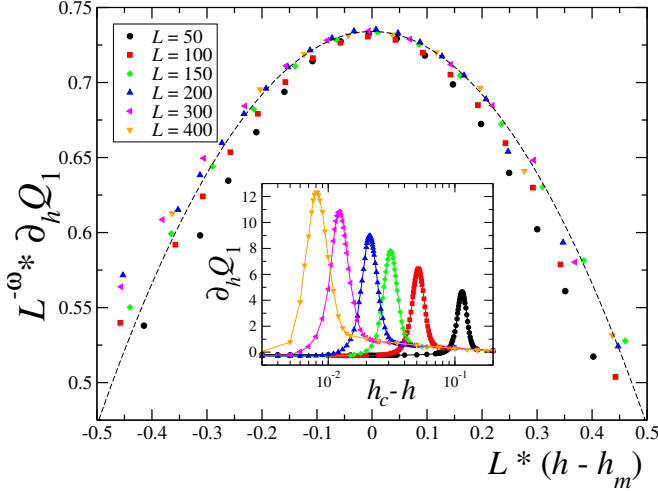 0.75
0.7
0.65
0.6
0.55
0.5
L^-ω * ∂_h Q_1
L = 50
L = 100
L = 150
L = 200
L = 300
L = 400
12
10
8
6
4
2
0
∂_h Q_1
10^-2 10^-1
h_c-h
-0.5 -0.4 -0.3 -0.2 -0.1 0 0.1 0.2 0.3 0.4 0.5
L * (h - h_m)